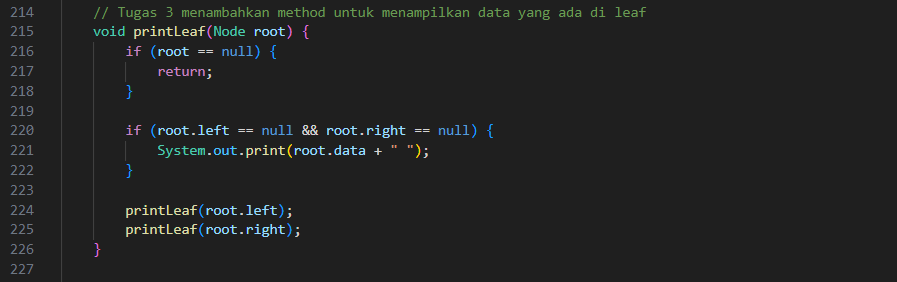 214 // Tugas 3 menambahkan method untuk menampilkan data yang ada di leaf
215 void printLeaf(Node root) {
216 if (root == null) {
217 return;
218 }
219
220 if (root.left == null && root.right == null) {
221 System.out.print(root.data + " ");
222 }
223
224 printLeaf(root.left);
225 printLeaf(root.right);
226 }
227